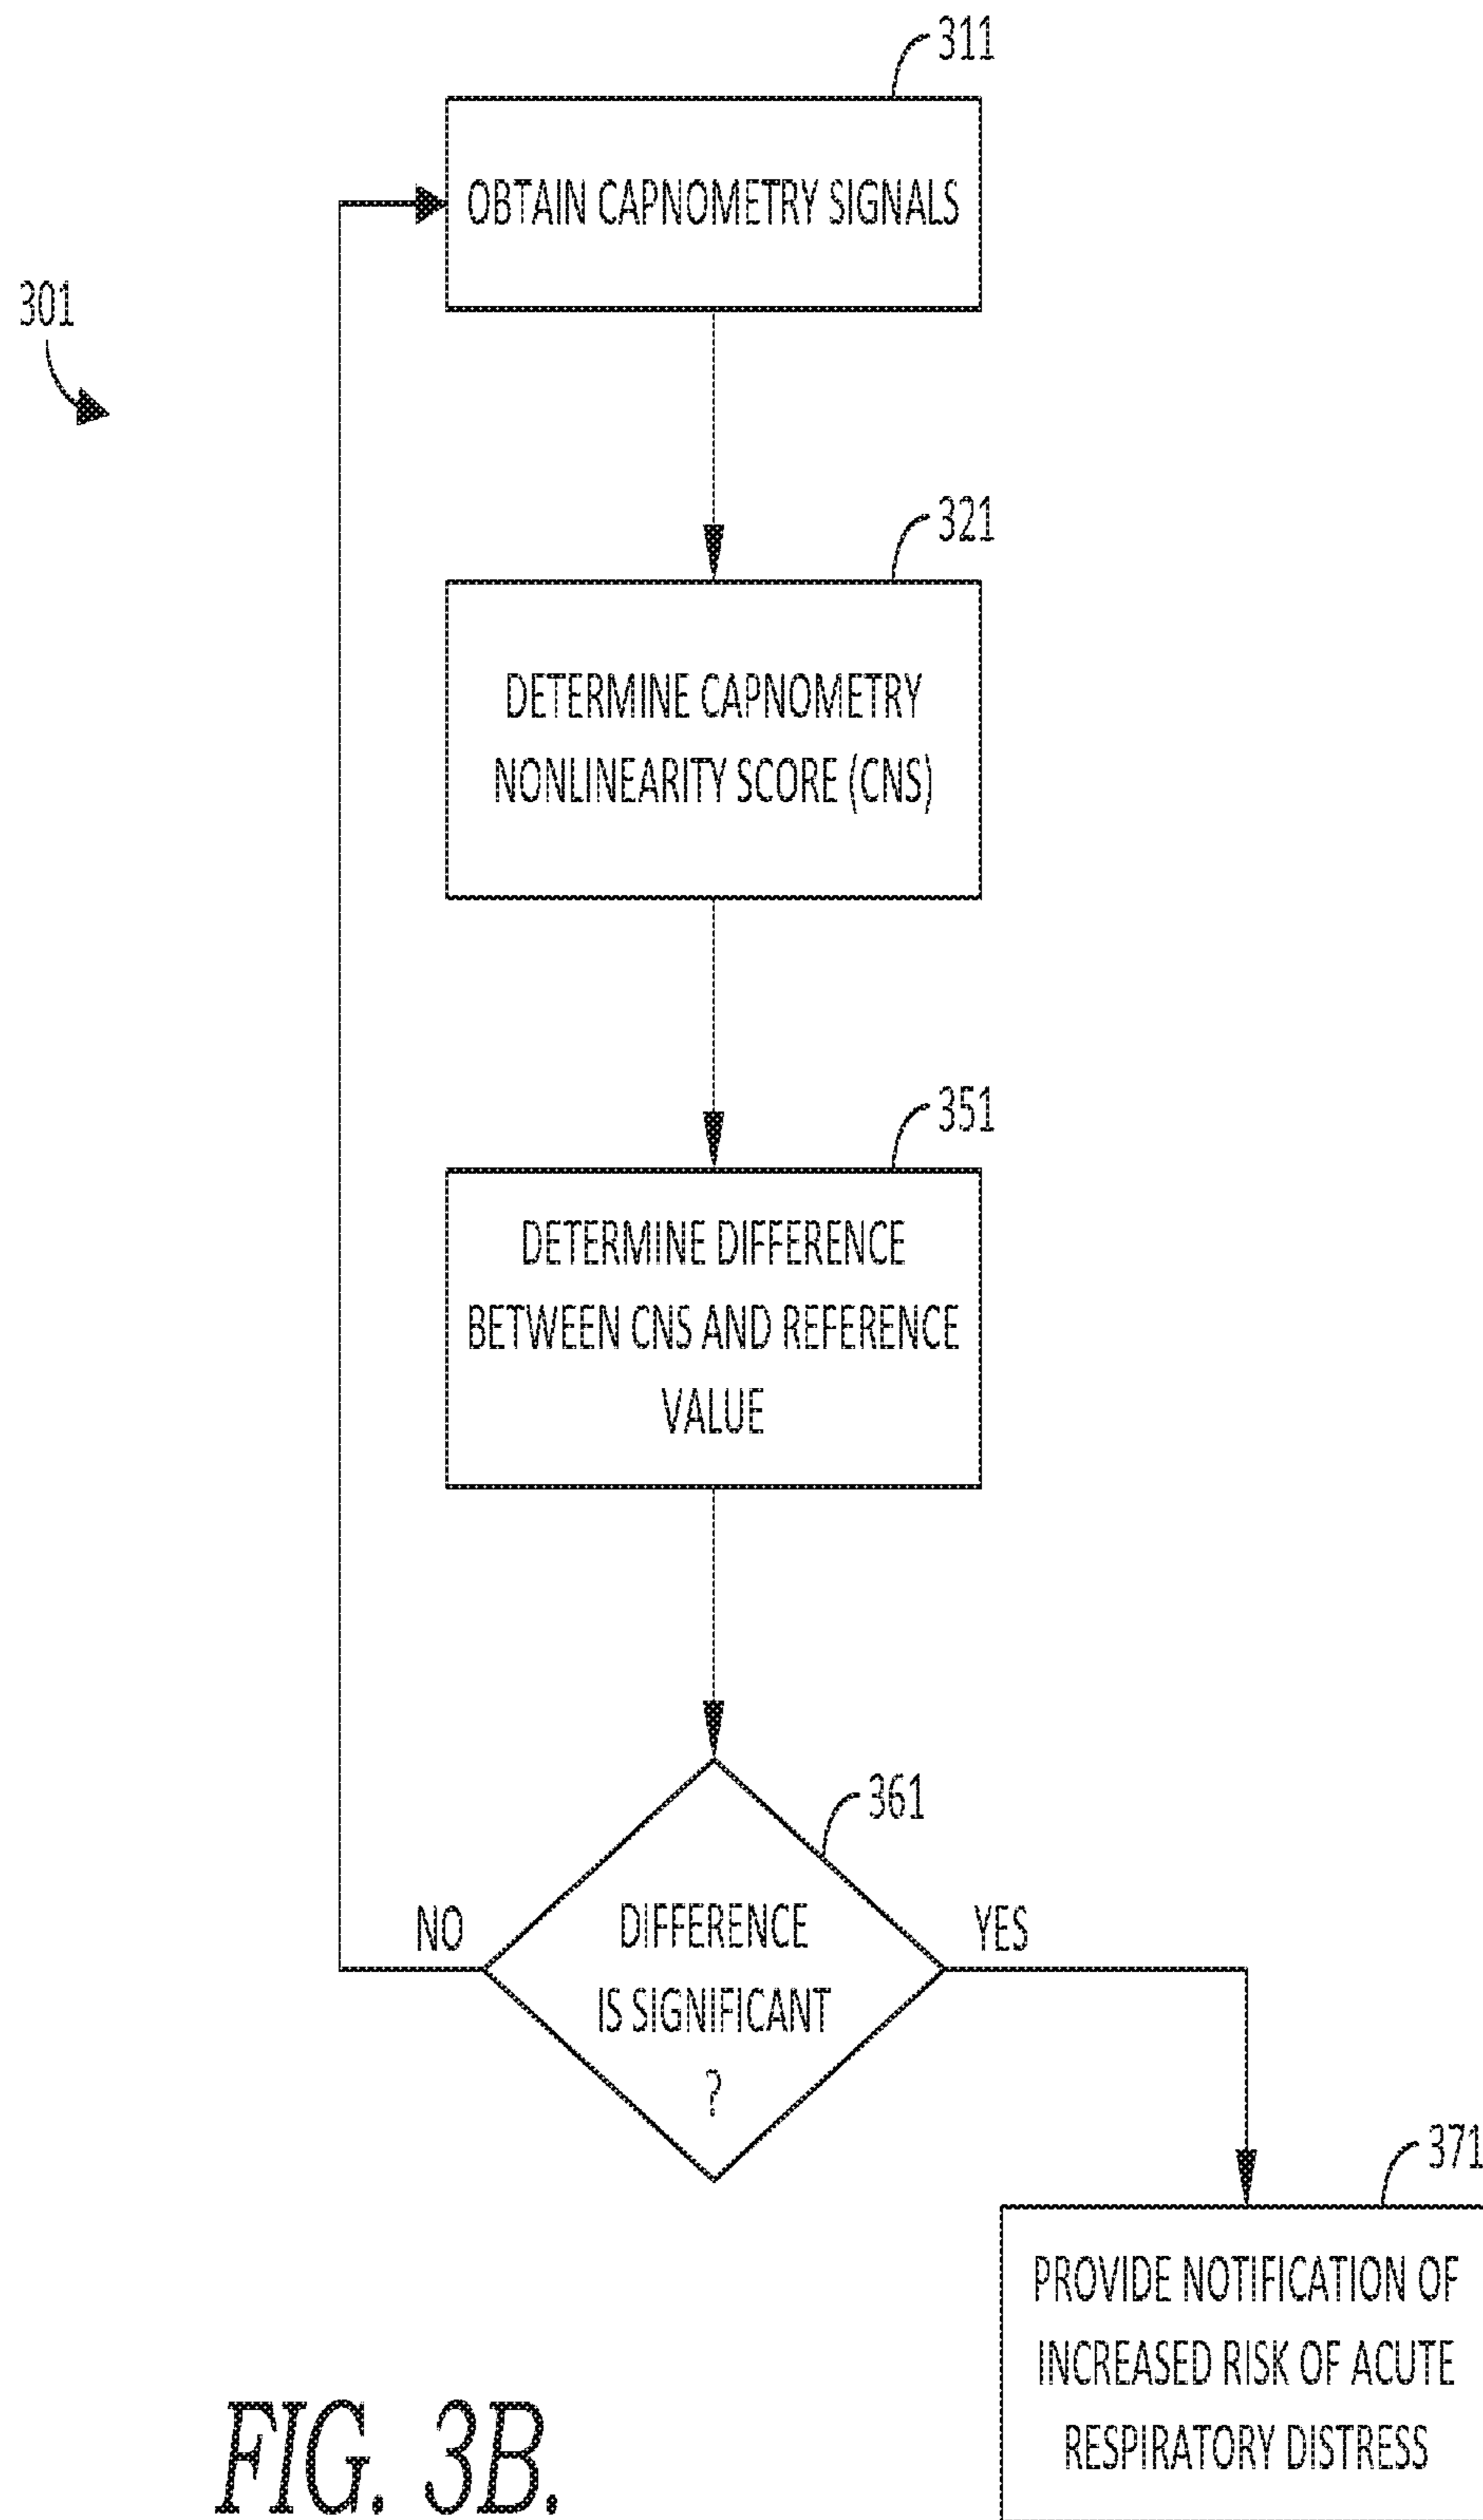 311
OBTAIN CAPNOMETRY SIGNALS
301
321
DETERMINE CAPNOMETRY
NONLINEARITY SCORE (CNS)
351
DETERMINE DIFFERENCE
BETWEEN CNS AND REFERENCE
VALUE
361
NO
DIFFERENCE
IS SIGNIFICANT
?
YES
371
PROVIDE NOTIFICATION OF
INCREASED RISK OF ACUTE
RESPIRATORY DISTRESS
FIG. 3B.